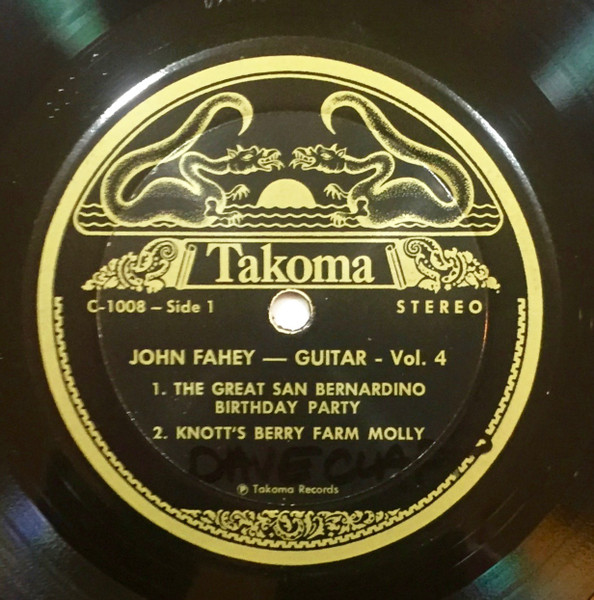 Takoma
C-1008 – Side 1 STEREO
JOHN FAHEY — GUITAR - Vol. 4
1. THE GREAT SAN BERNARDINO
BIRTHDAY PARTY
2. KNOTT'S BERRY FARM MOLLY
DAVE
℗ Takoma Records